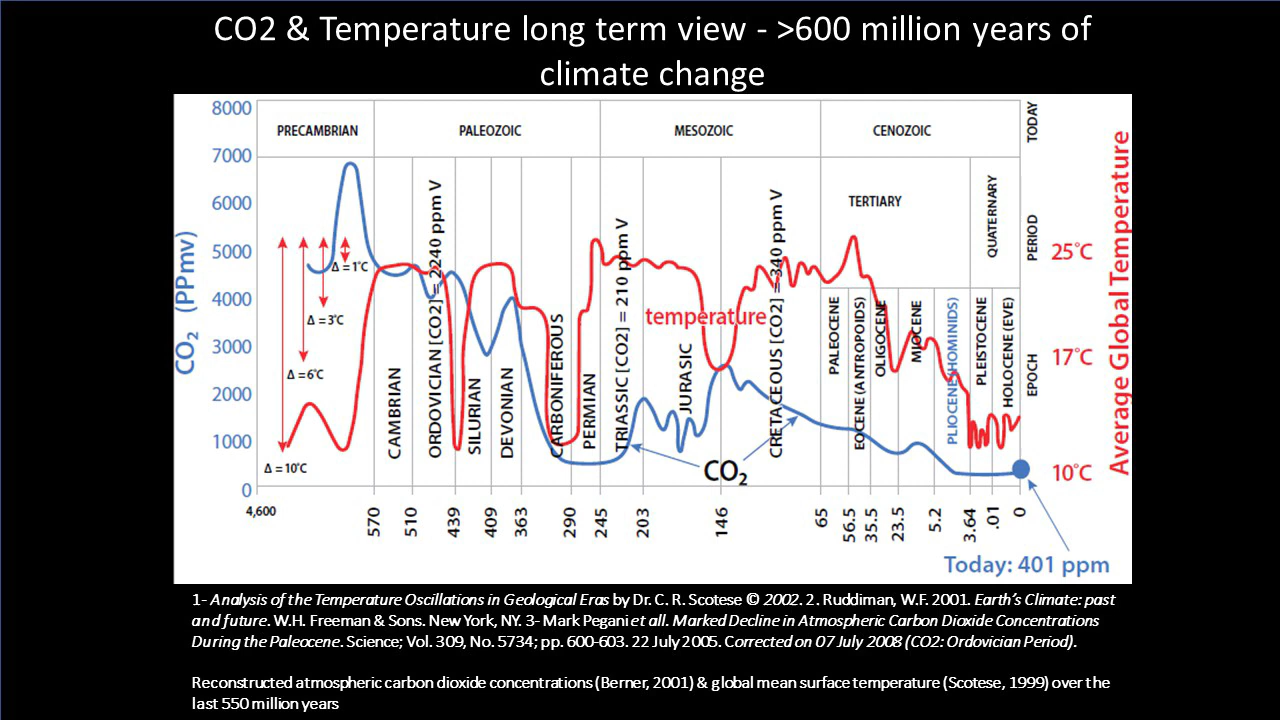 CO2 & Temperature long term view - >600 million years of
climate change
8000
7000
6000
5000
4000
3000
2000
1000
0
CO₂ (PPmv)
PRECAMBRIAN
PALEOZOIC
MESOZOIC
CENOZOIC
TODAY
TERTIARY
QUATERNARY
PERIOD
EPOCH
Δ = 1°C
Δ = 3°C
Δ = 6°C
Δ = 10°C
CAMBRIAN
ORDOVICIAN [CO2] = 2240 ppm V
SILURIAN
DEVONIAN
CARBONIFEROUS
PERMIAN
TRIASSIC [CO2] = 210 ppm V
JURASIC
CRETACEOUS [CO2] = 340 ppm V
PALEOCENE
EOCENE (ANTROPOIDS)
OLIGOCENE
MIOCENE
PLIOCENE(HOMINIDS)
PLEISTOCENE
HOLOCENE (EVE)
temperature
CO₂
25°C
17°C
10°C
Average Global Temperature
4,600
570
510
439
409
363
290
245
203
146
65
56.5
35.5
23.5
5.2
3.64
.01
0
Today: 401 ppm
1- Analysis of the Temperature Oscillations in Geological Eras by Dr. C. R. Scotese © 2002. 2. Ruddiman, W.F. 2001. Earth's Climate: past
and future. W.H. Freeman & Sons. New York, NY. 3- Mark Pegani et all. Marked Decline in Atmospheric Carbon Dioxide Concentrations
During the Paleocene. Science; Vol. 309, No. 5734; pp. 600-603. 22 July 2005. Corrected on 07 July 2008 (CO2: Ordovician Period).
Reconstructed atmospheric carbon dioxide concentrations (Berner, 2001) & global mean surface temperature (Scotese, 1999) over the
last 550 million years